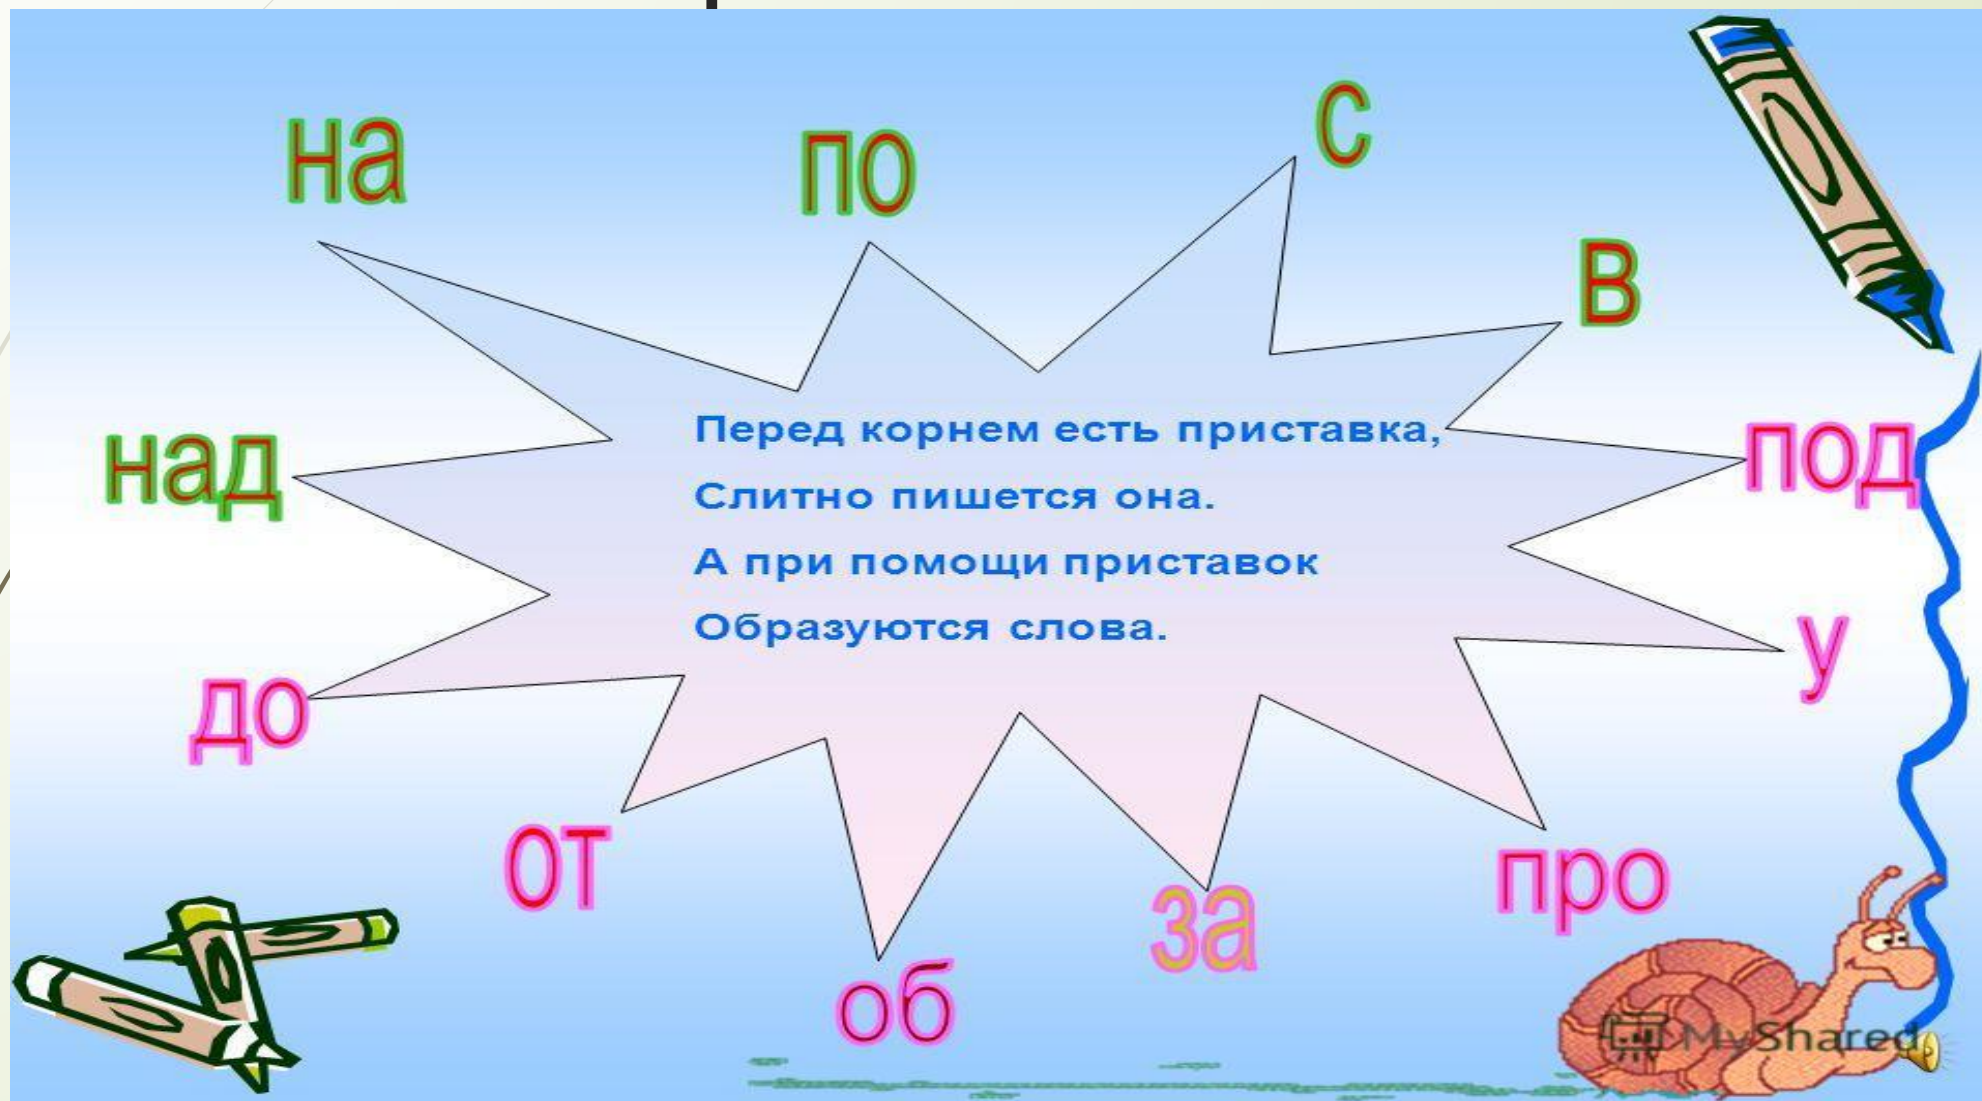 на
по
с
в
над
Перед корнем есть приставка,
Слитно пишется она.
А при помощи приставок
Образуются слова.
под
у
до
от
об
за
про
MyShared